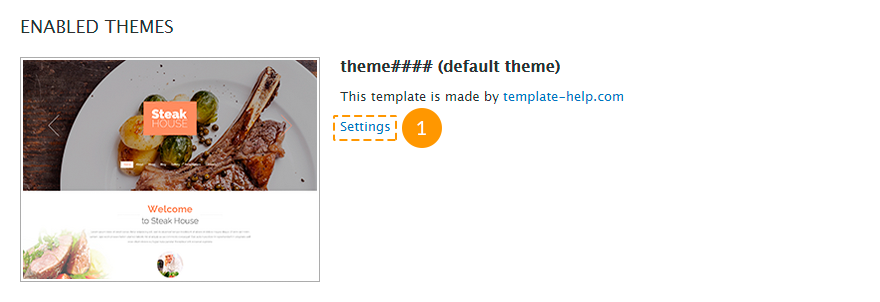 ENABLED THEMES
theme#### (default theme)
This template is made by template-help.com
Settings
1
Steak
HOUSE
Welcome
to Steak House